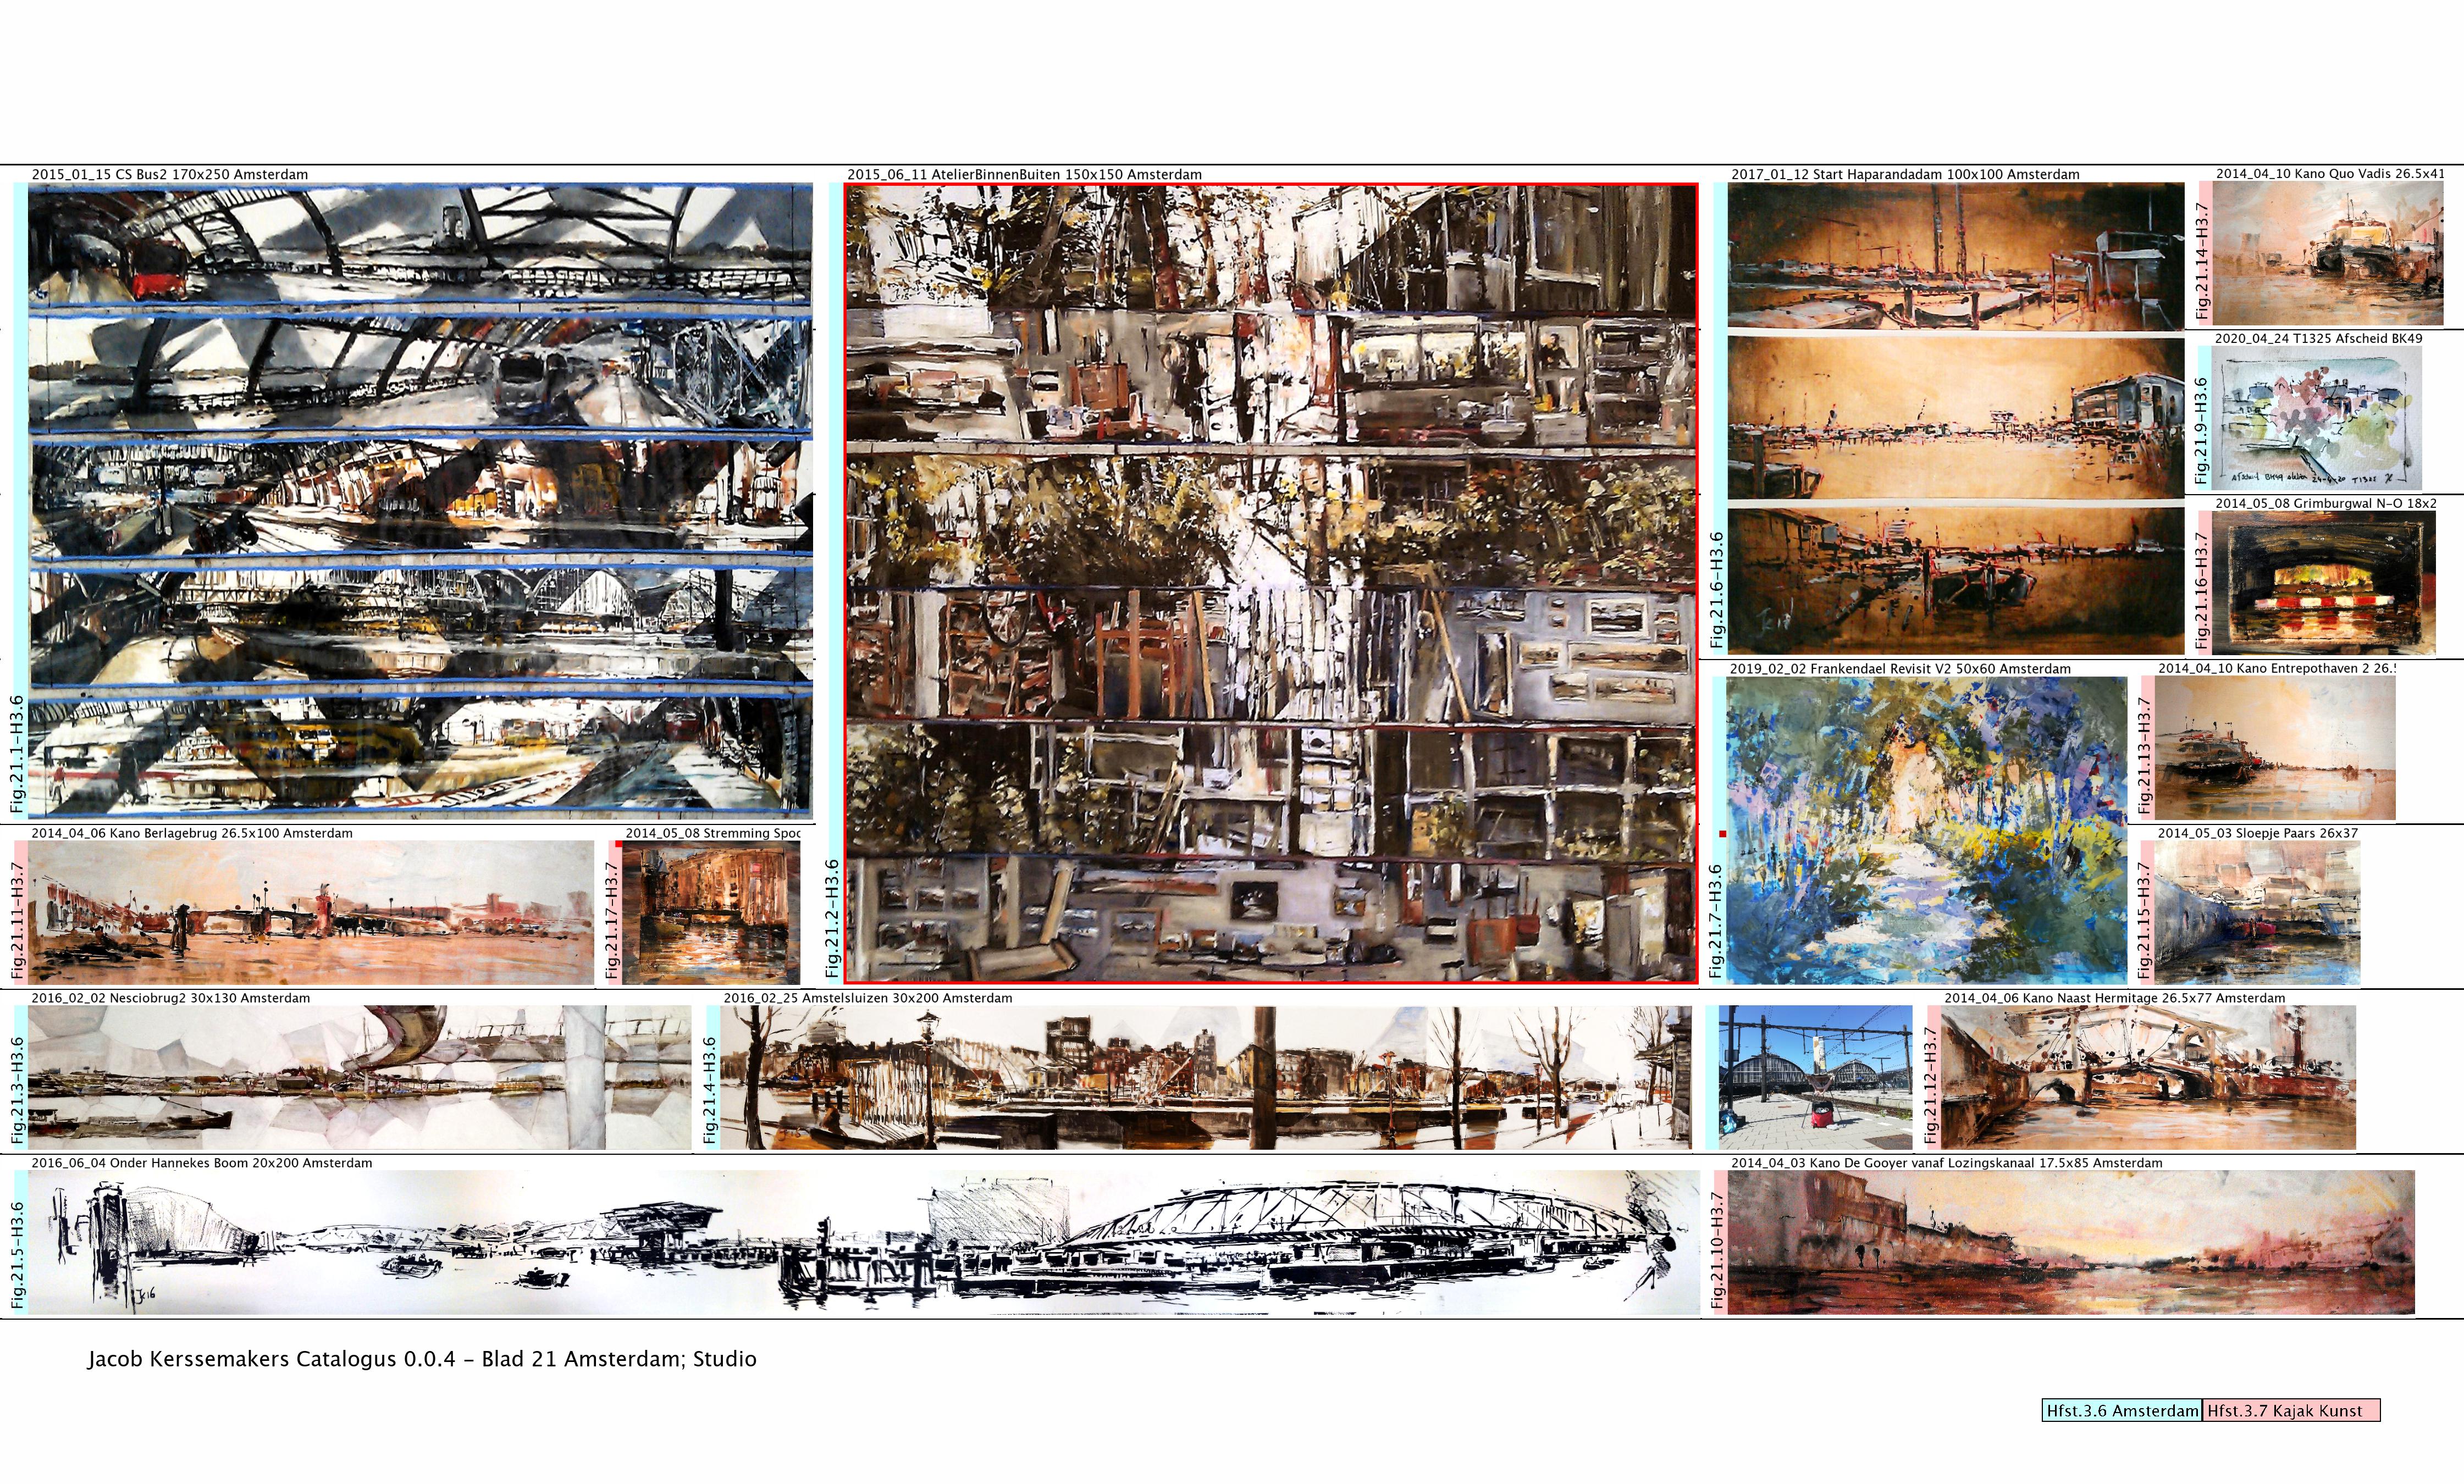 2015_01_15 CS Bus2 170x250 Amsterdam
Fig.21.1-H3.6
2015_06_11 AtelierBinnenBuiten 150x150 Amsterdam
Fig.21.2-H3.6
2017_01_12 Start Haparandadam 100x100 Amsterdam
Fig.21.6-H3.6
2014_04_10 Kano Quo Vadis 26.5x41
Fig.21.14-H3.7
2020_04_24 T1325 Afscheid BK49
Fig.21.9-H3.6
Afscheid BK49 24-4-20 T1325
2014_05_08 Grimburgwal N-O 18x2
Fig.21.16-H3.7
2019_02_02 Frankendael Revisit V2 50x60 Amsterdam
Fig.21.17-H3.6
2014_04_10 Kano Entrepothaven 2 26.
Fig.21.13-H3.7
2014_04_06 Kano Berlagebrug 26.5x100 Amsterdam
Fig.21.11-H3.7
2014_05_08 Stremming Spoo
Fig.21.17-H3.7
2014_05_03 Sloepje Paars 26x37
Fig.21.15-H3.7
2016_02_02 Nesciobrug2 30x130 Amsterdam
Fig.21.3-H3.6
2016_02_25 Amstelsluizen 30x200 Amsterdam
Fig.21.4-H3.6
2014_04_06 Kano Naast Hermitage 26.5x77 Amsterdam
Fig.21.12-H3.7
2016_06_04 Onder Hannekes Boom 20x200 Amsterdam
Fig.21.5-H3.6
JK16
2014_04_03 Kano De Gooyer vanaf Lozingskanaal 17.5x85 Amsterdam
Fig.21.10-H3.7
Jacob Kerssemakers Catalogus 0.0.4 - Blad 21 Amsterdam; Studio
Hfst.3.6 Amsterdam
Hfst.3.7 Kajak Kunst